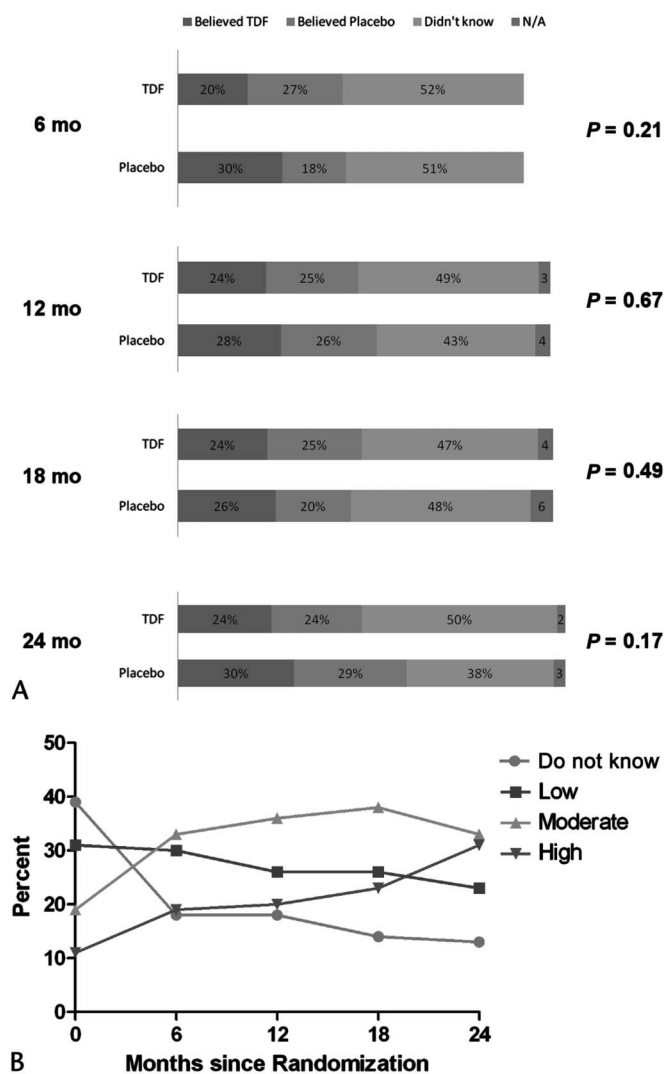 Believed TDF Believed Placebo Didn't know N/A
TDF 20% 27% 52%
6 mo P = 0.21
Placebo 30% 18% 51%
TDF 24% 25% 49% 3
12 mo P = 0.67
Placebo 28% 26% 43% 4
TDF 24% 25% 47% 4
18 mo P = 0.49
Placebo 26% 20% 48% 6
TDF 24% 24% 50% 2
24 mo P = 0.17
Placebo 30% 29% 38% 3
A
50
40
30
20
10
0
Percent
Do not know
Low
Moderate
High
0 6 12 18 24
Months since Randomization
B